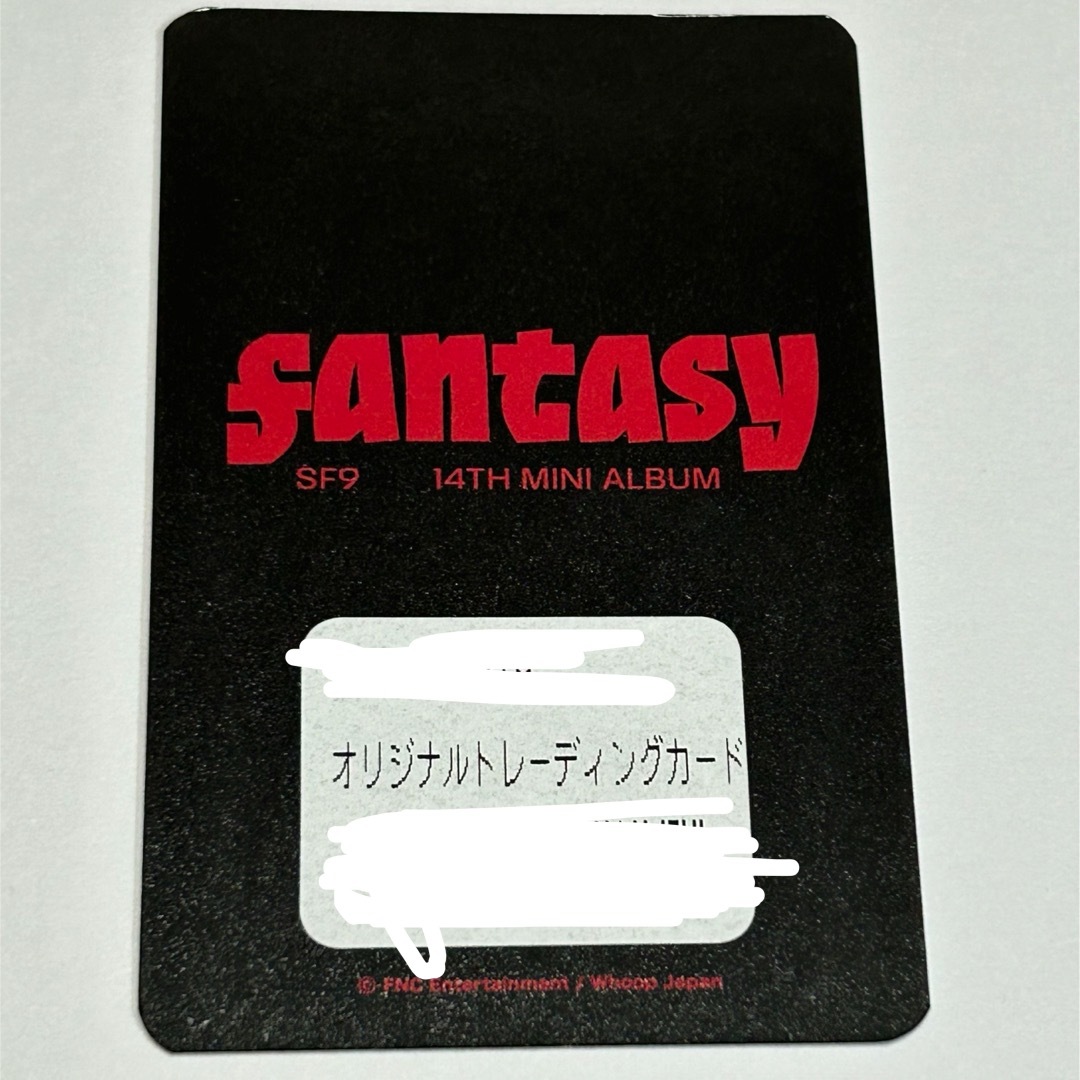 fantasy
SF9 14TH MINI ALBUM
オリジナルトレーディングカード
© FNC Entertainment / Whoop Japan